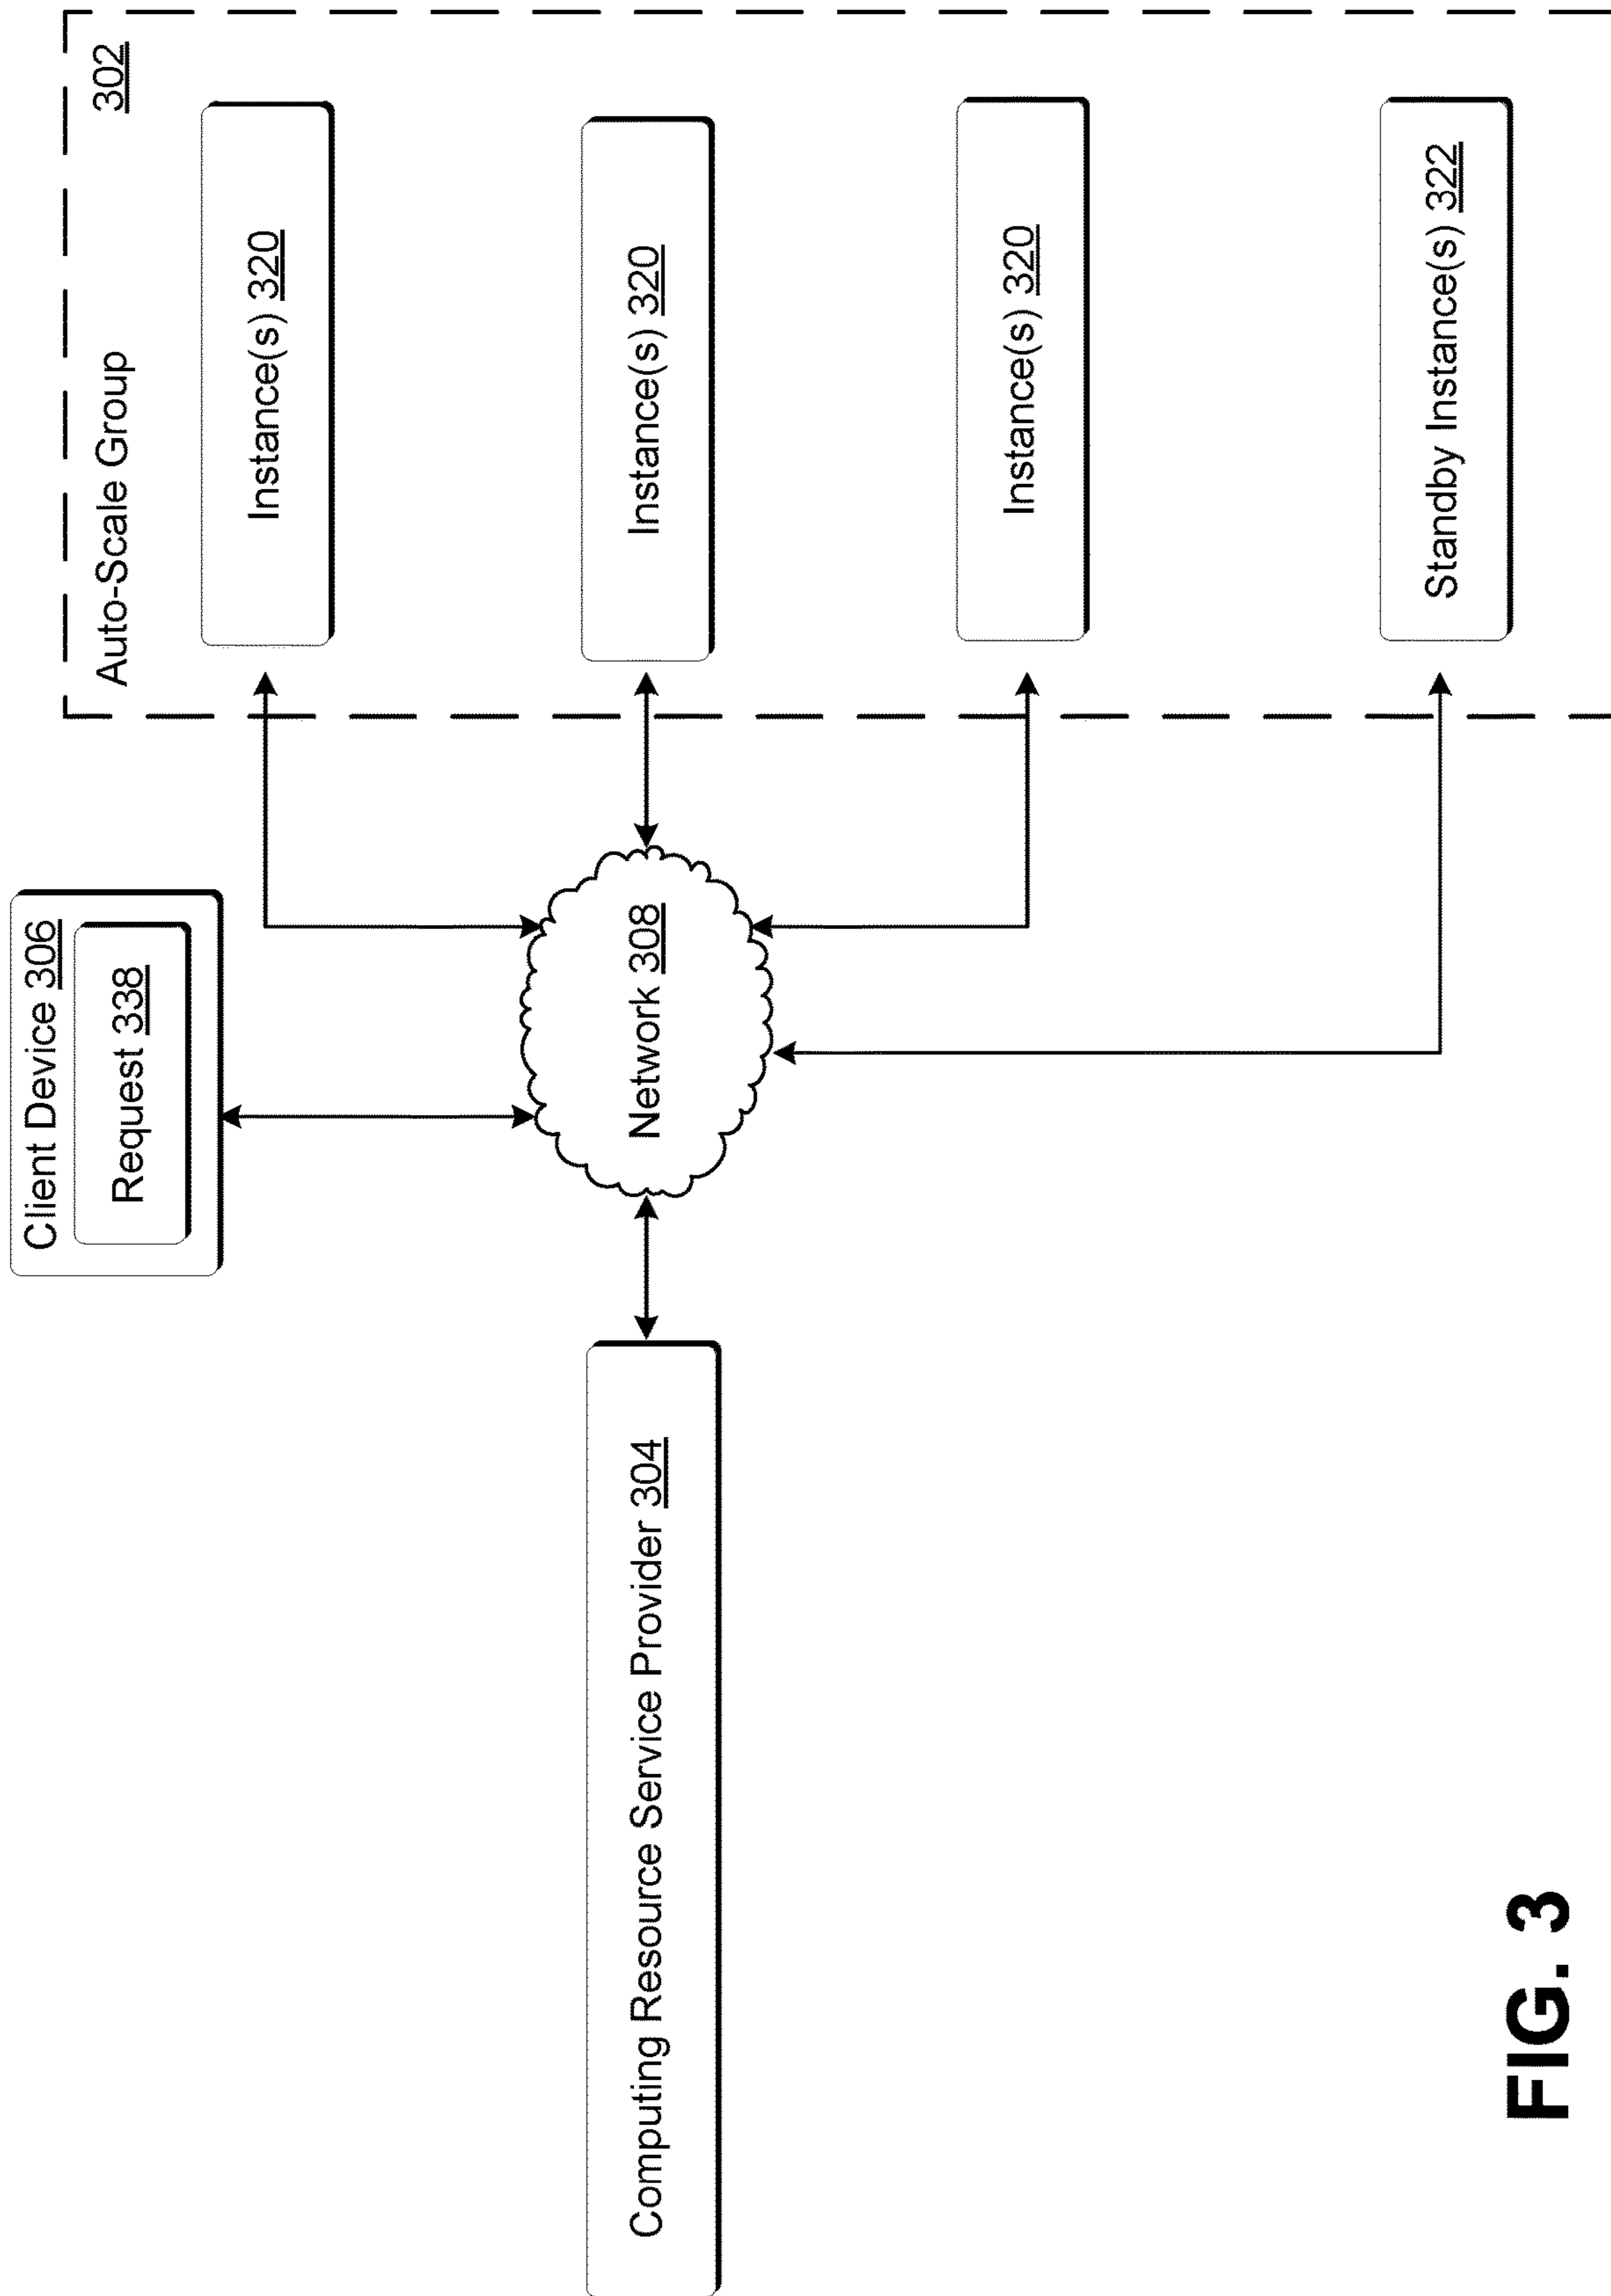 Client Device 306
Request 338
Auto-Scale Group
302
Instance(s) 320
Computing Resource Service Provider 304
Network 308
Instance(s) 320
Instance(s) 320
Standby Instance(s) 322
FIG. 3